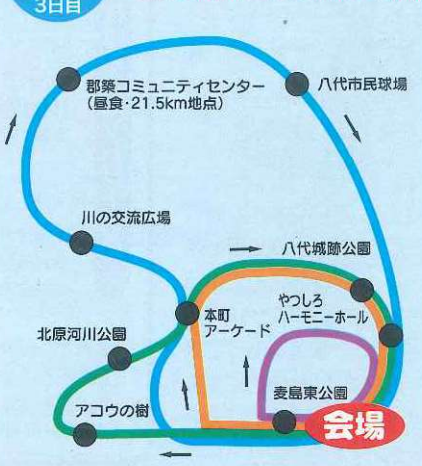 3日目
郡築コミュニティセンター
(昼食・21.5km地点)
八代市民球場
川の交流広場
八代城跡公園
やつしろ
ハーモニーホール
本町
アーケード
北原河川公園
麦島東公園
アコウの樹
会場